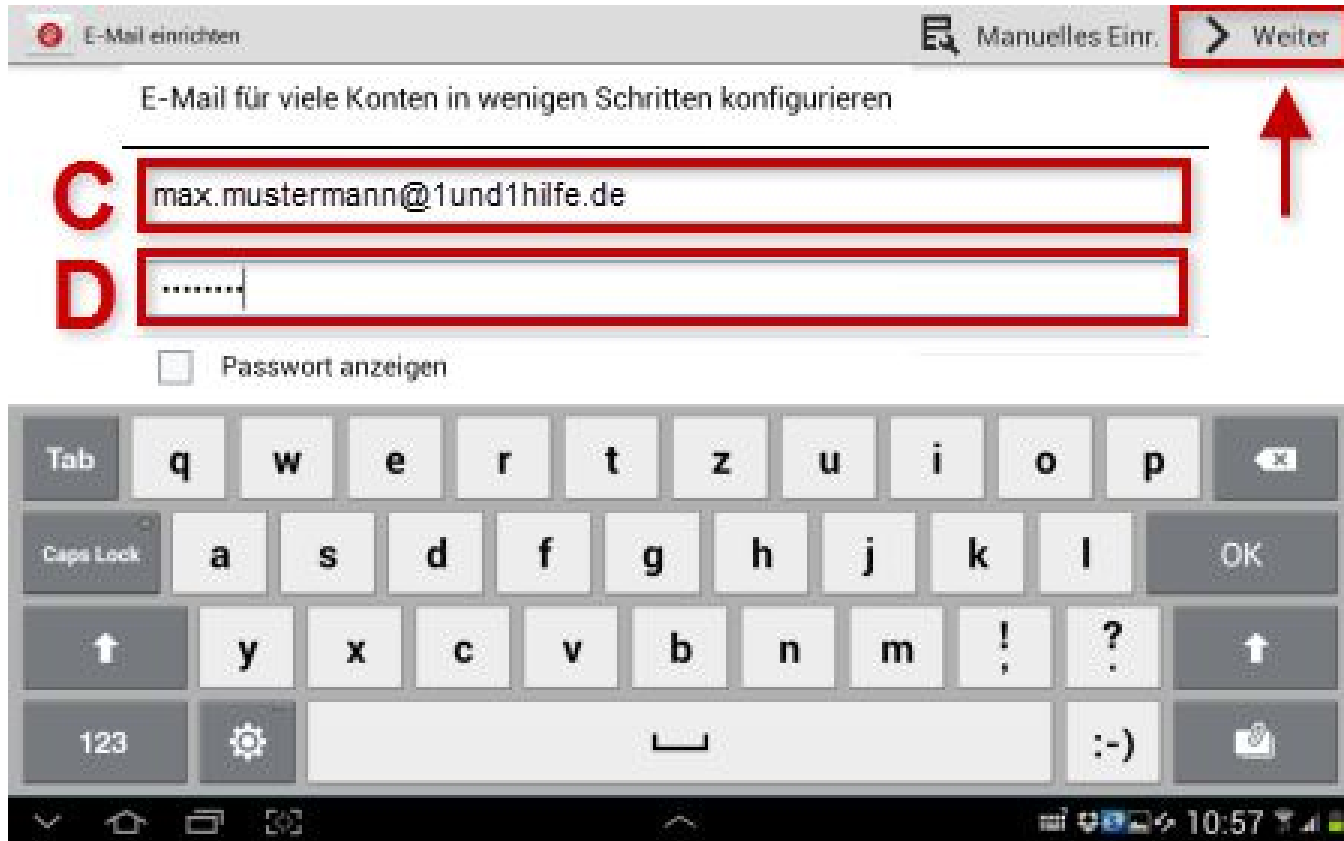 E-Mail einrichten
Manuelles Einr.
Weiter
E-Mail für viele Konten in wenigen Schritten konfigurieren
C max.mustermann@1und1hilfe.de
D ........
Passwort anzeigen
Tab q w e r t z u i o p
Caps Lock a s d f g h j k l OK
y x c v b n m ! , ? .
123 :-)
10:57